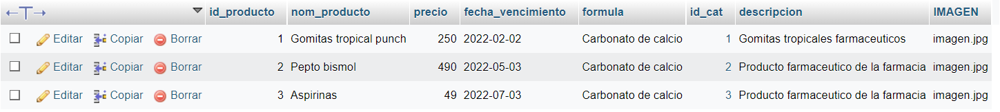 id_producto nom_producto precio fecha_vencimiento formula id_cat descripcion IMAGEN
Editar Copiar Borrar 1 Gomitas tropical punch 250 2022-02-02 Carbonato de calcio 1 Gomitas tropicales farmaceuticos imagen.jpg
Editar Copiar Borrar 2 Pepto bismol 490 2022-05-03 Carbonato de calcio 2 Producto farmaceutico de la farmacia imagen.jpg
Editar Copiar Borrar 3 Aspirinas 49 2022-07-03 Carbonato de calcio 3 Producto farmaceutico de la farmacia imagen.jpg